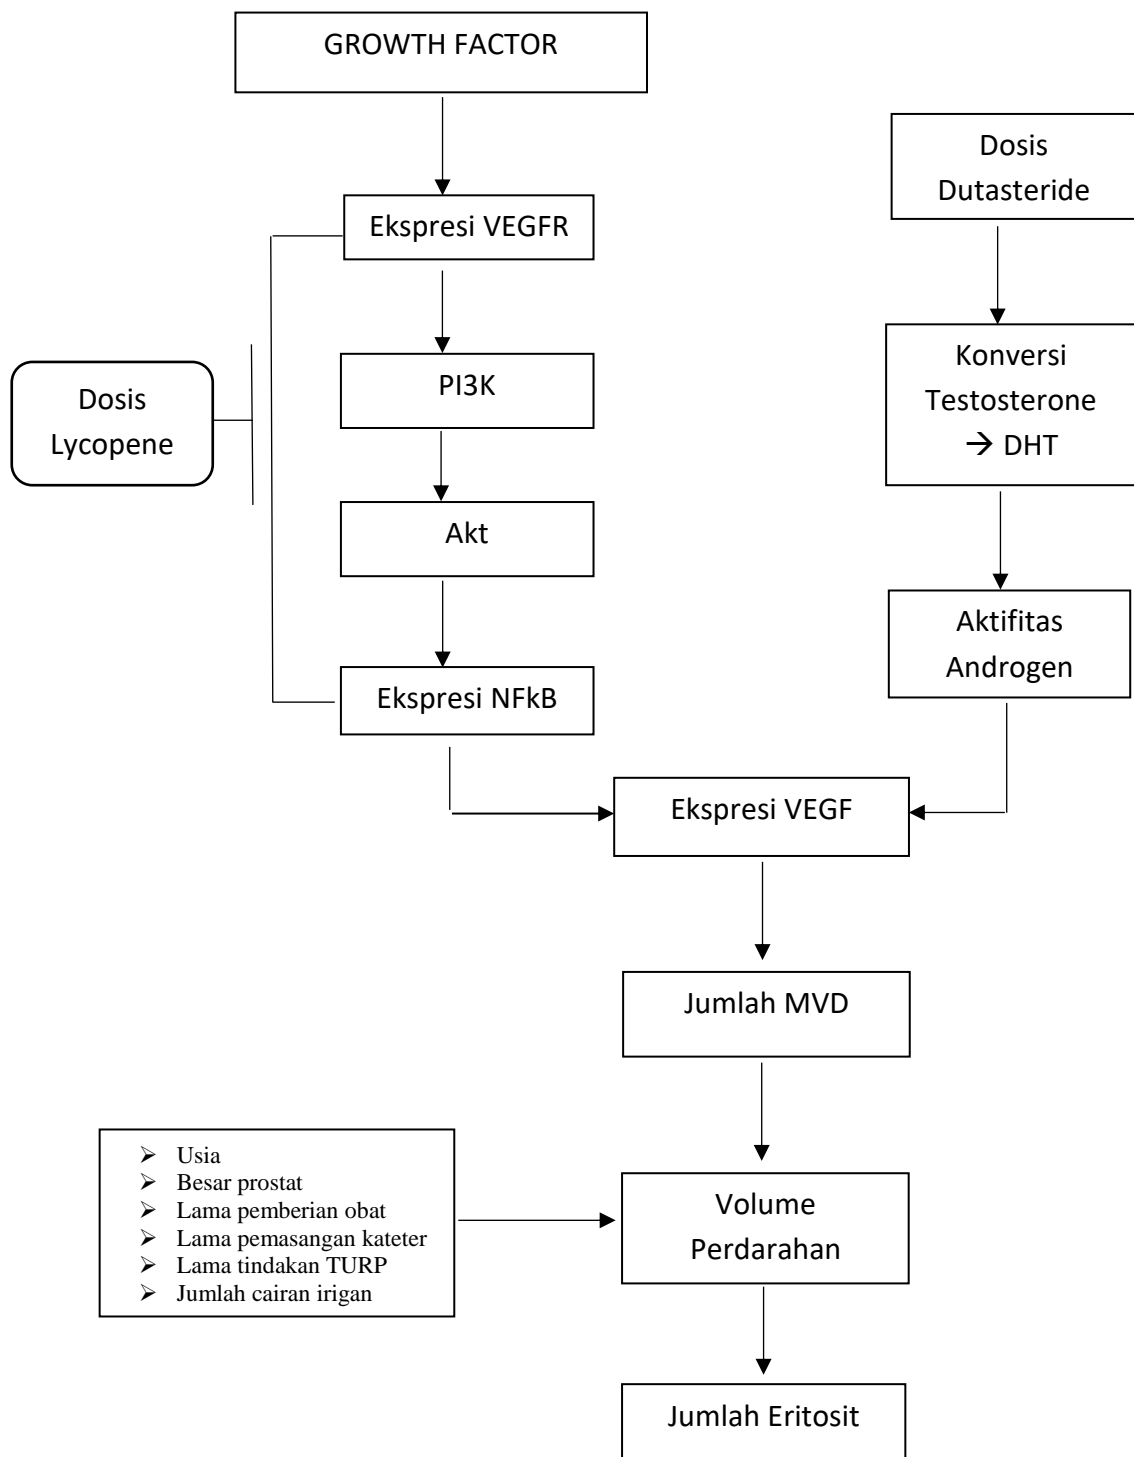 GROWTH FACTOR
Dosis
Dutasteride
Ekspresi VEGFR
Konversi
Testosterone
→ DHT
PI3K
Dosis
Lycopene
Akt
Aktifitas
Androgen
Ekspresi NFkB
Ekspresi VEGF
Jumlah MVD
➢ Usia
➢ Besar prostat
➢ Lama pemberian obat
➢ Lama pemasangan kateter
➢ Lama tindakan TURP
➢ Jumlah cairan irigan
Volume
Perdarahan
Jumlah Eritosit